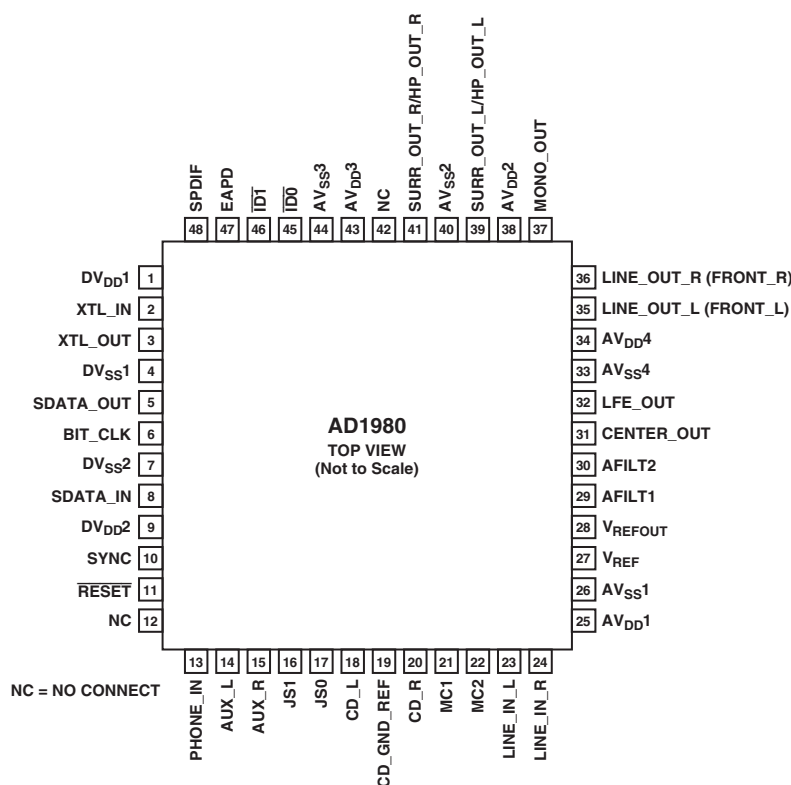 SPDIF
EAPD
ID1
ID0
AVSS3
AVDD3
NC
SURR_OUT_R/HP_OUT_R
AVSS2
SURR_OUT_L/HP_OUT_L
AVDD2
MONO_OUT
48 47 46 45 44 43 42 41 40 39 38 37
DVDD1 1
XTL_IN 2
XTL_OUT 3
DVSS1 4
SDATA_OUT 5
BIT_CLK 6
DVSS2 7
SDATA_IN 8
DVDD2 9
SYNC 10
RESET 11
NC 12
AD1980
TOP VIEW
(Not to Scale)
36 LINE_OUT_R (FRONT_R)
35 LINE_OUT_L (FRONT_L)
34 AVDD4
33 AVSS4
32 LFE_OUT
31 CENTER_OUT
30 AFILT2
29 AFILT1
28 VREFOUT
27 VREF
26 AVSS1
25 AVDD1
13 14 15 16 17 18 19 20 21 22 23 24
PHONE_IN
AUX_L
AUX_R
JS1
JS0
CD_L
CD_GND_REF
CD_R
MC1
MC2
LINE_IN_L
LINE_IN_R
NC = NO CONNECT